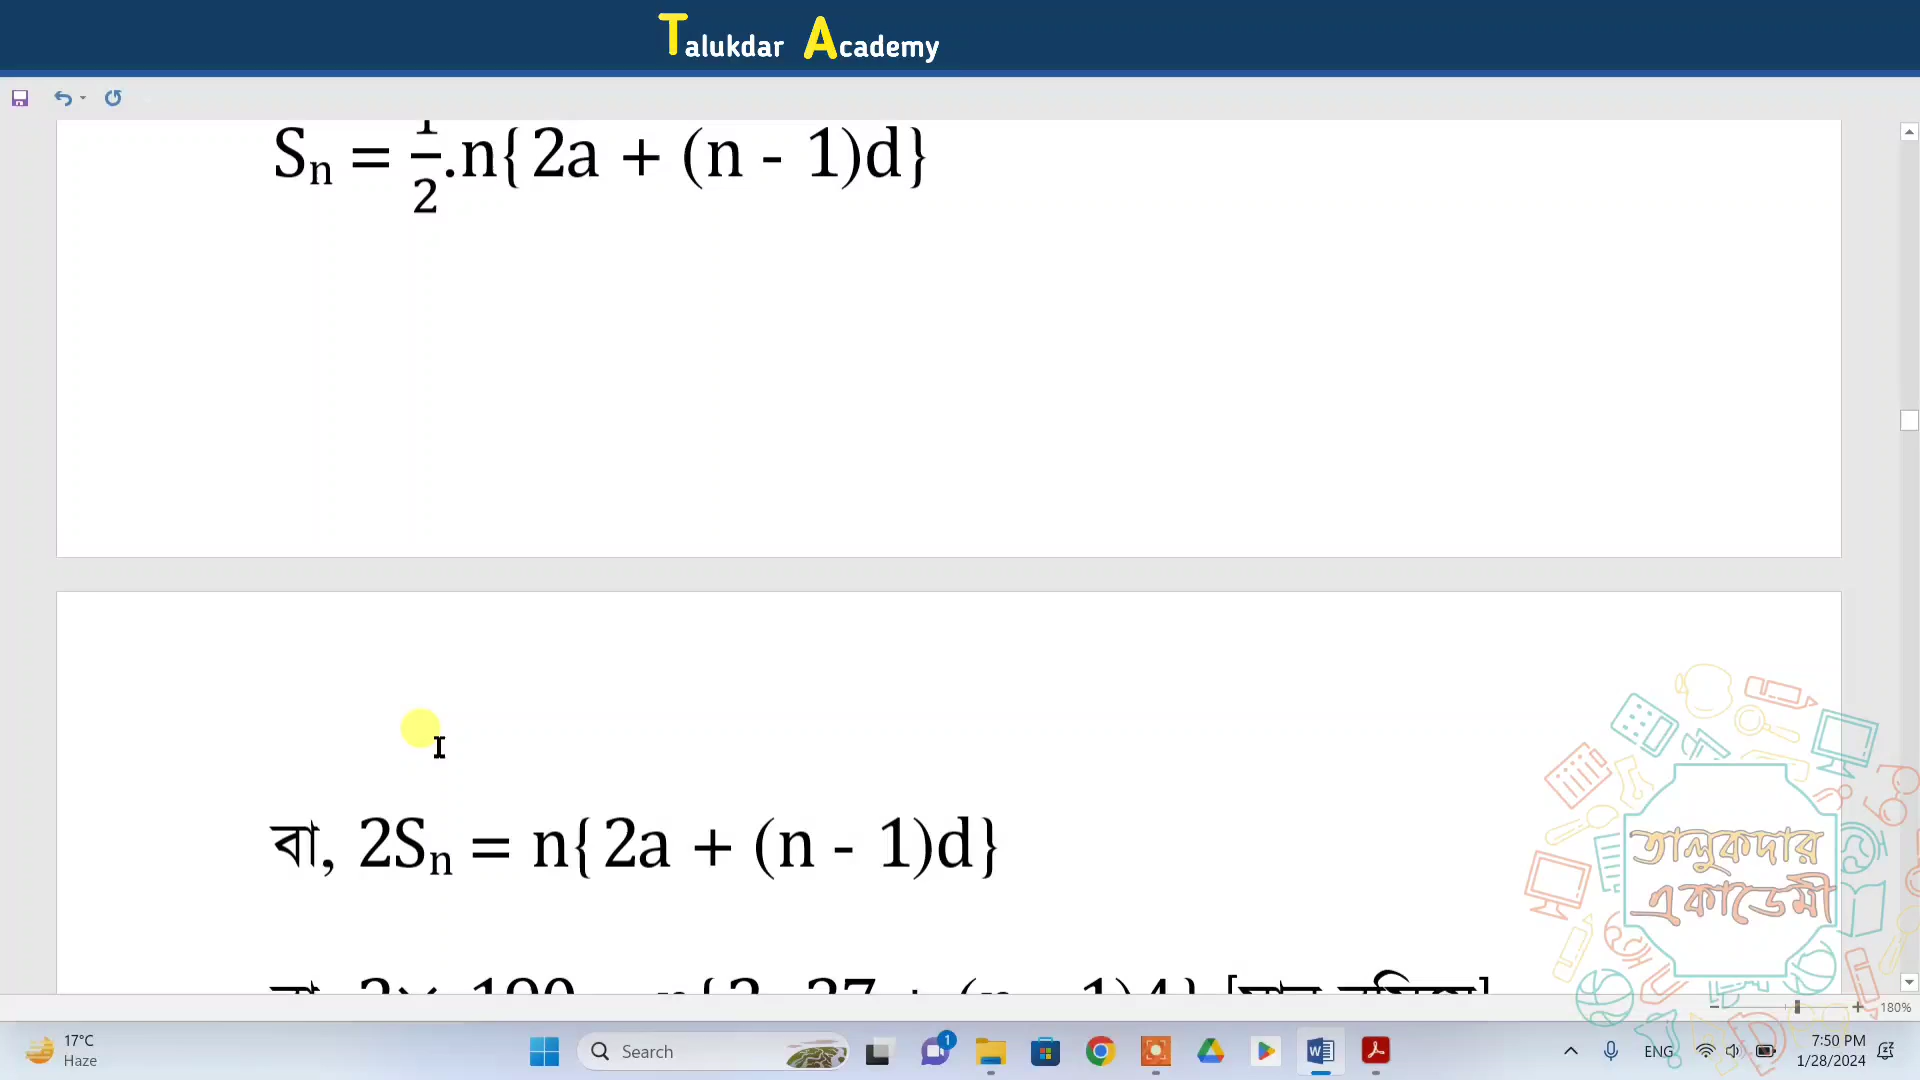 Talukdar Academy
Sn = 1/2.n{2a + (n - 1)d}
বা, 2Sn = n{2a + (n - 1)d}
তালুকদার
একাডেমী
180%
17°C
Haze
Search
1
ENG
7:50 PM
1/28/2024